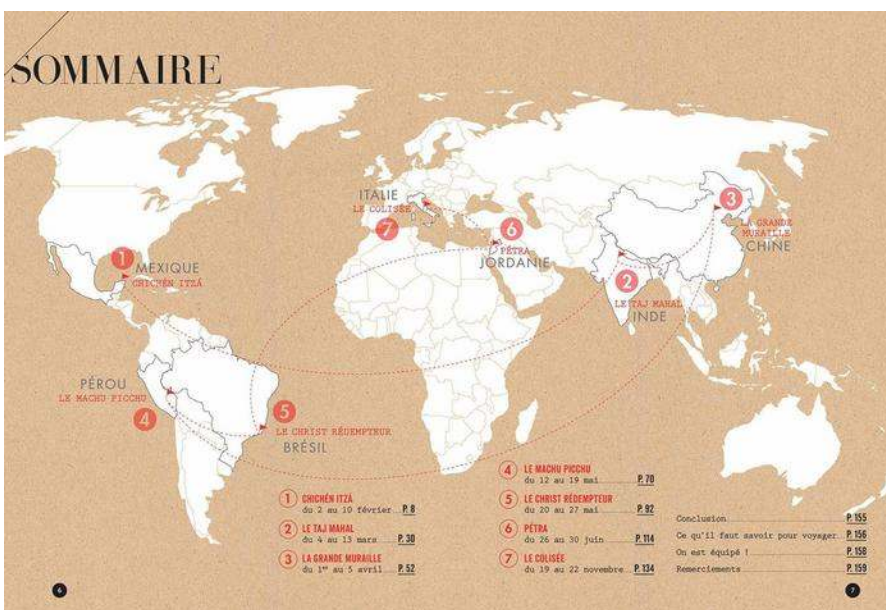 SOMMAIRE
ITALIE
LE COLISÉE
7
6
PÉTRA
JORDANIE
3
LA GRANDE
MURAILLE
CHINE
1
MEXIQUE
CHICHÉN ITZÁ
2
LE TAJ MAHAL
INDE
PÉROU
LE MACHU PICCHU
4
5
LE CHRIST RÉDEMPTEUR
BRÉSIL
1 CHICHÉN ITZÁ
du 2 au 10 février P. 8
2 LE TAJ MAHAL
du 4 au 13 mars P. 30
3 LA GRANDE MURAILLE
du 1er au 5 avril P. 52
4 LE MACHU PICCHU
du 12 au 19 mai P. 70
5 LE CHRIST RÉDEMPTEUR
du 20 au 27 mai P. 92
6 PÉTRA
du 26 au 30 juin P. 114
7 LE COLISÉE
du 19 au 22 novembre P. 134
Conclusion P. 155
Ce qu'il faut savoir pour voyager P. 156
On est équipé ! P. 158
Remerciements P. 159
6
7